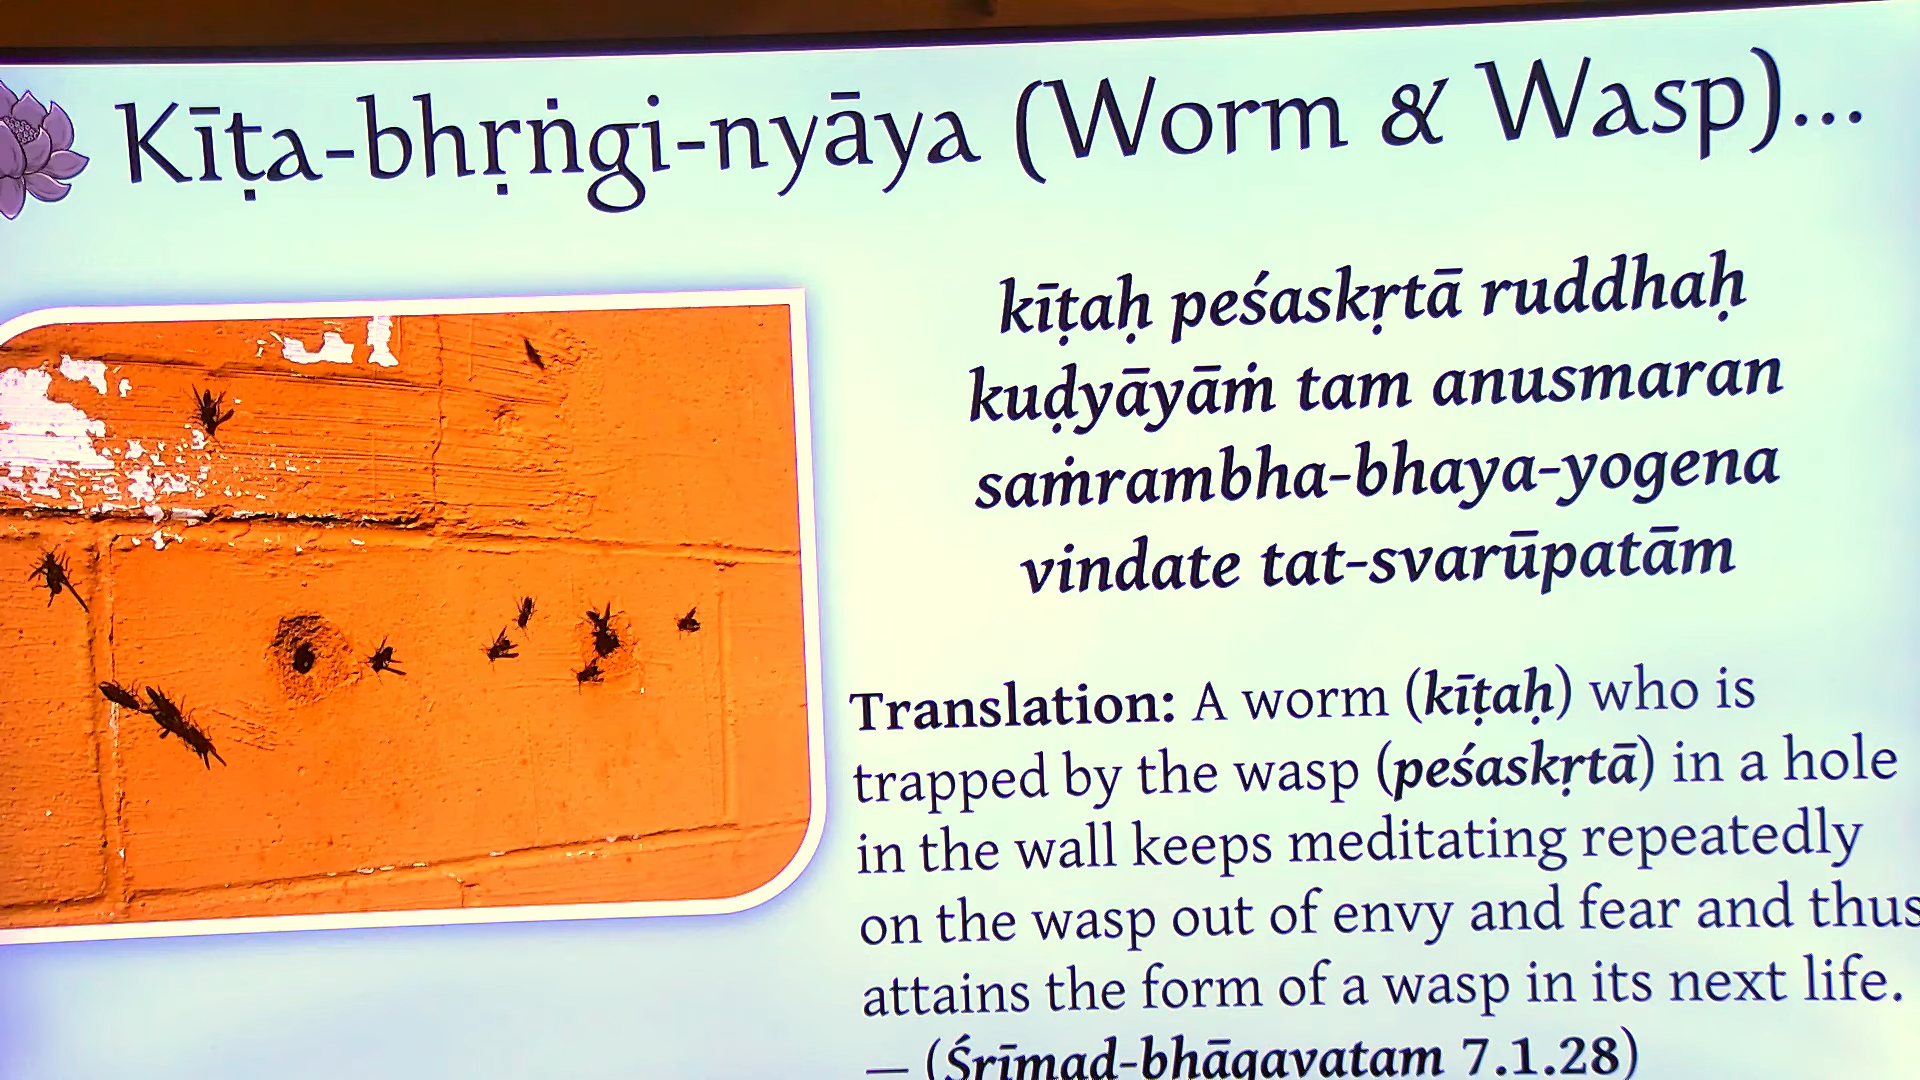 Kīṭa-bhṛṅgi-nyāya (Worm & Wasp)...
kīṭaḥ peśaskṛtā ruddhaḥ
kuḍyāyāṁ tam anusmaran
saṁrambha-bhaya-yogena
vindate tat-svarūpatām
Translation: A worm (kīṭaḥ) who is
trapped by the wasp (peśaskṛtā) in a hole
in the wall keeps meditating repeatedly
on the wasp out of envy and fear and thus
attains the form of a wasp in its next life.
— (Śrīmad-bhāgavatam 7.1.28)